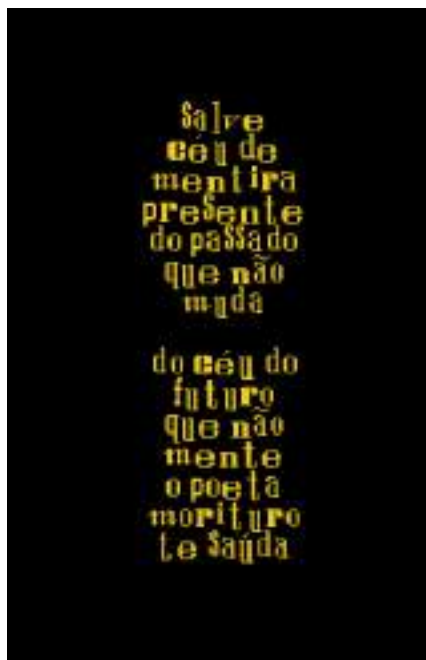 Salve
céu de
mentira
preSente
do paSSado
que não
muda
do céu do
futuro
que não
mente
o poeta
morituro
te Saúda